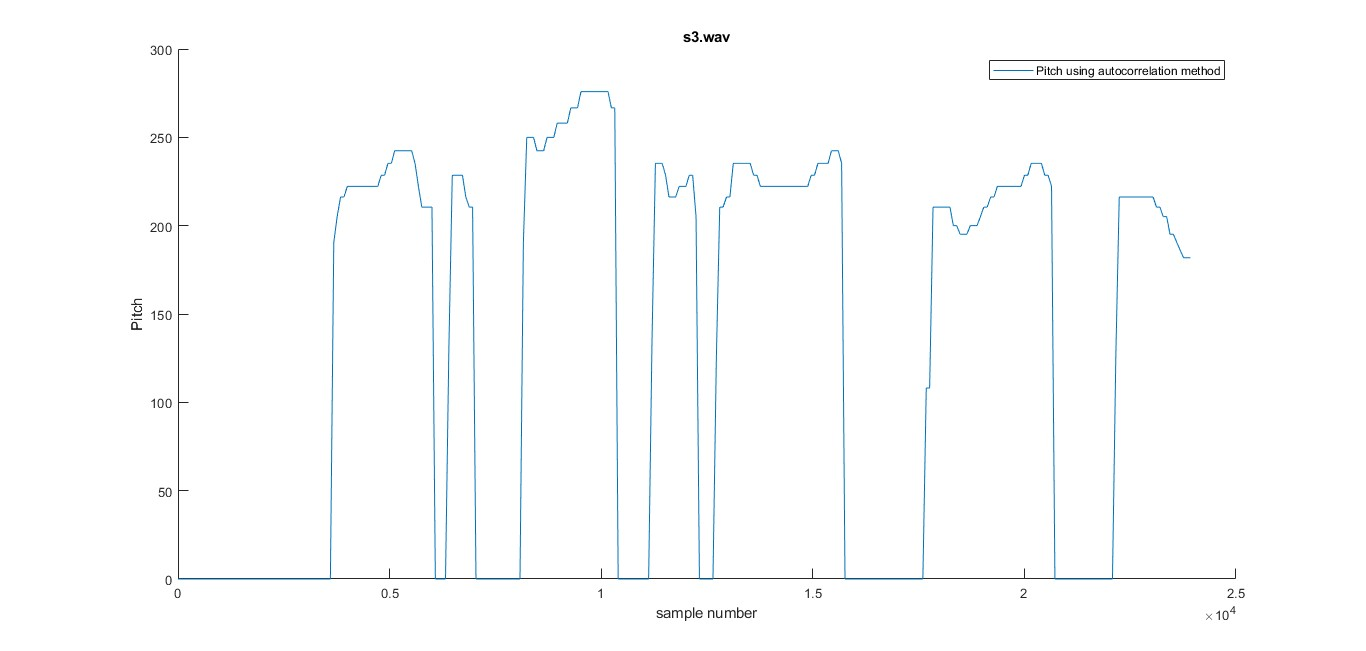 s3.wav
Pitch using autocorrelation method
300
250
200
150
100
50
0
Pitch
0 0.5 1 1.5 2 2.5
sample number
×10⁴